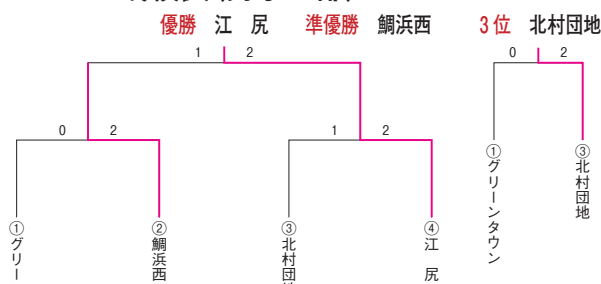 優勝 江 尻 準優勝 鯛浜西 3位 北村団地
1 2
0 2
0 2
1 2
①グリーンタウン
③北村団地
①グリー
②鯛浜西
③北村団
④江 尻